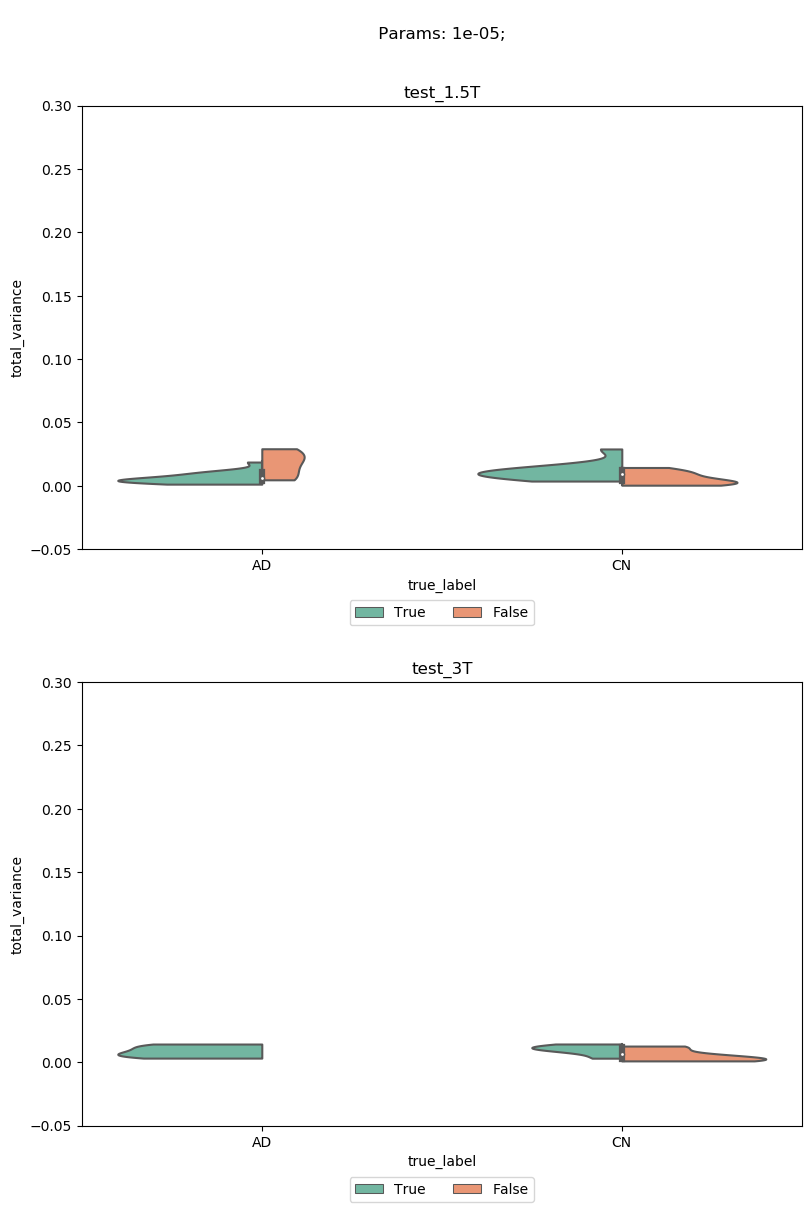 Params: 1e-05;
test_1.5T
0.30
0.25
0.20
0.15
0.10
0.05
0.00
−0.05
total_variance
AD CN
true_label
True False
test_3T
0.30
0.25
0.20
0.15
0.10
0.05
0.00
−0.05
total_variance
AD CN
true_label
True False